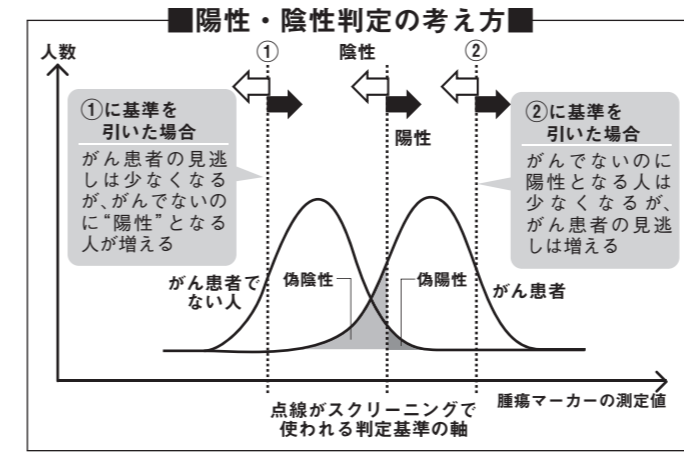 ■陽性・陰性判定の考え方■
人数
①
陰性
②
陽性
①に基準を
引いた場合
がん患者の見逃
しは少なくなる
が、がんでないの
に“陽性”となる
人が増える
②に基準を
引いた場合
がんでないのに
陽性となる人は
少なくなるが、
がん患者の見逃
しは増える
がん患者で
ない人
偽陰性
偽陽性
がん患者
腫瘍マーカーの測定値
点線がスクリーニングで
使われる判定基準の軸